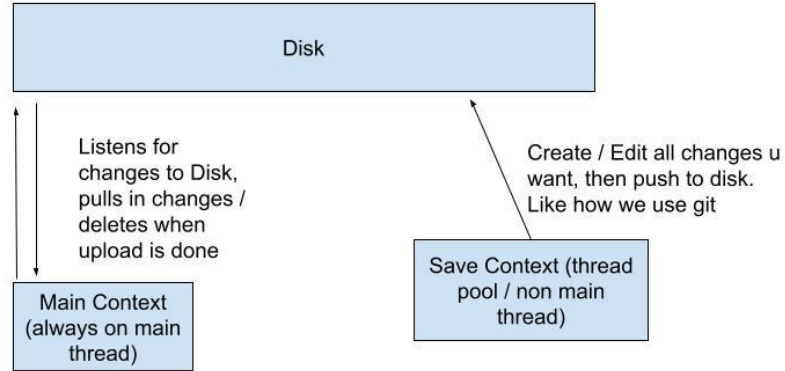 Disk
Listens for
changes to Disk,
pulls in changes /
deletes when
upload is done
Create / Edit all changes u
want, then push to disk.
Like how we use git
Main Context
(always on main
thread)
Save Context (thread
pool / non main
thread)